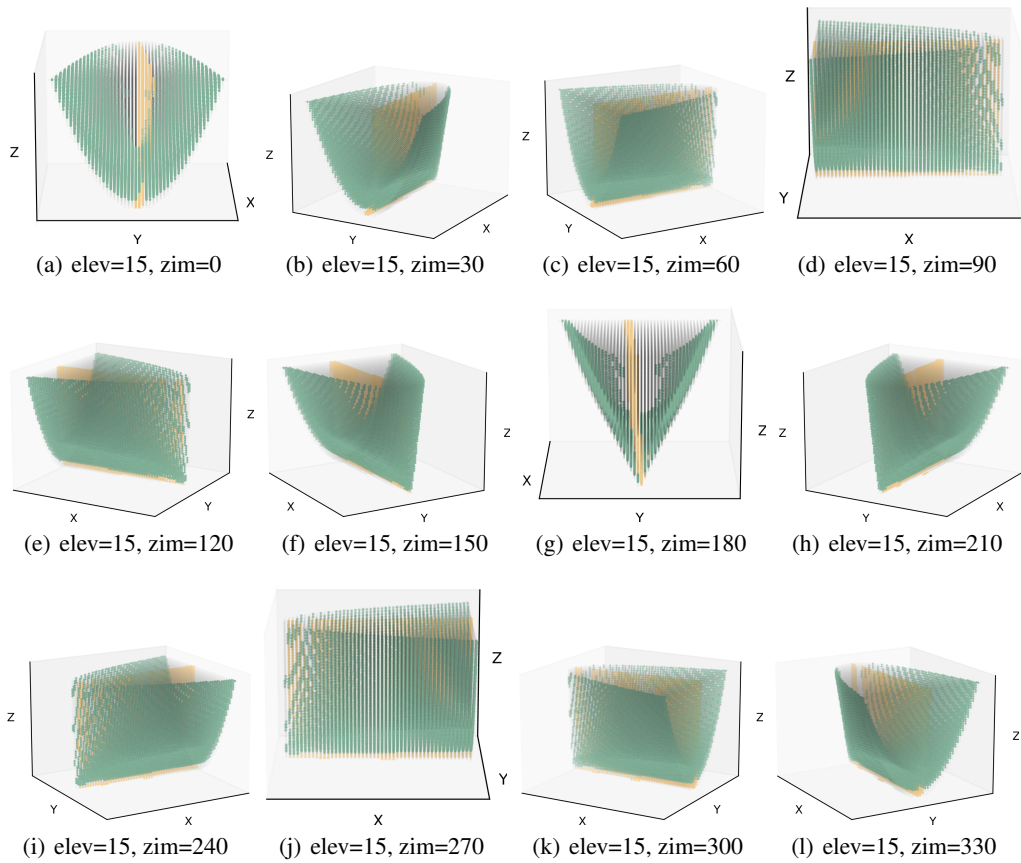 Z X Y
(a) elev=15, zim=0
Z X Y
(b) elev=15, zim=30
Z Y X
(c) elev=15, zim=60
Z Y X
(d) elev=15, zim=90
Z X Y
(e) elev=15, zim=120
Z X Y
(f) elev=15, zim=150
Z X Y
(g) elev=15, zim=180
Z X Y
(h) elev=15, zim=210
Z Y X
(i) elev=15, zim=240
Z Y X
(j) elev=15, zim=270
Z Y X
(k) elev=15, zim=300
Z X Y
(l) elev=15, zim=330